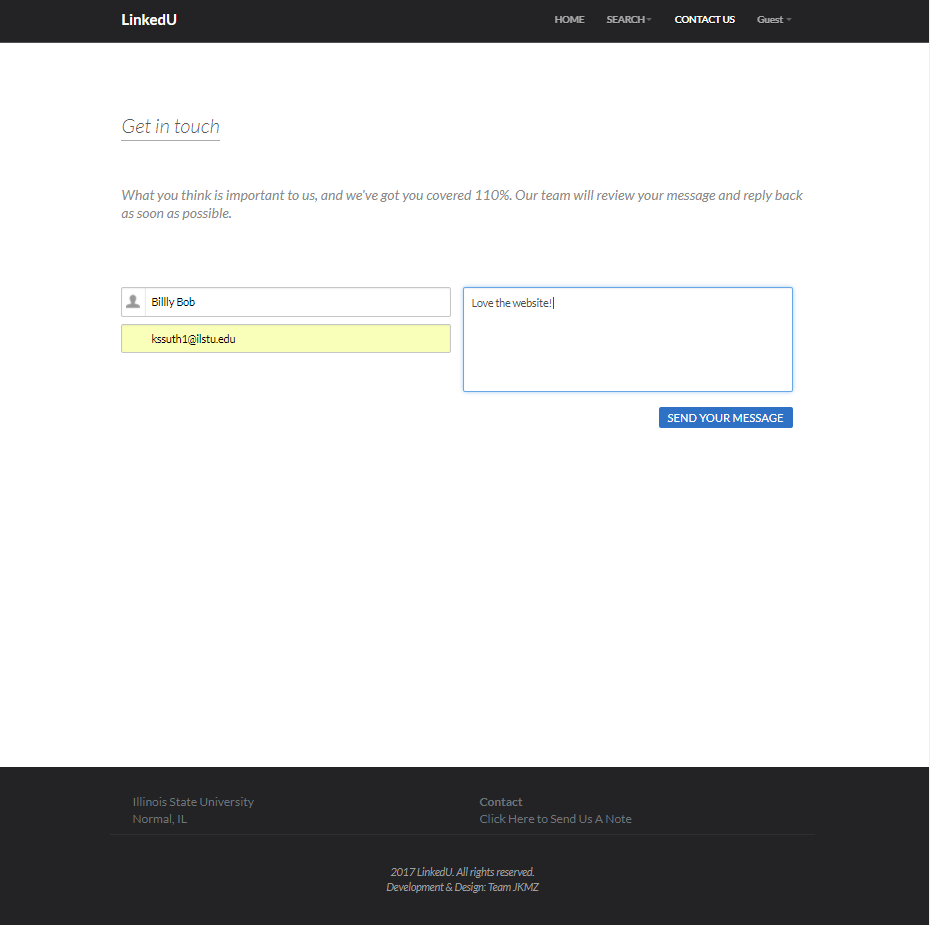 LinkedU HOME SEARCH CONTACT US Guest
Get in touch
What you think is important to us, and we've got you covered 110%. Our team will review your message and reply back
as soon as possible.
Billly Bob
kssuth1@ilstu.edu
Love the website!
SEND YOUR MESSAGE
Illinois State University
Normal, IL
Contact
Click Here to Send Us A Note
2017 LinkedU. All rights reserved.
Development & Design: Team JKMZ